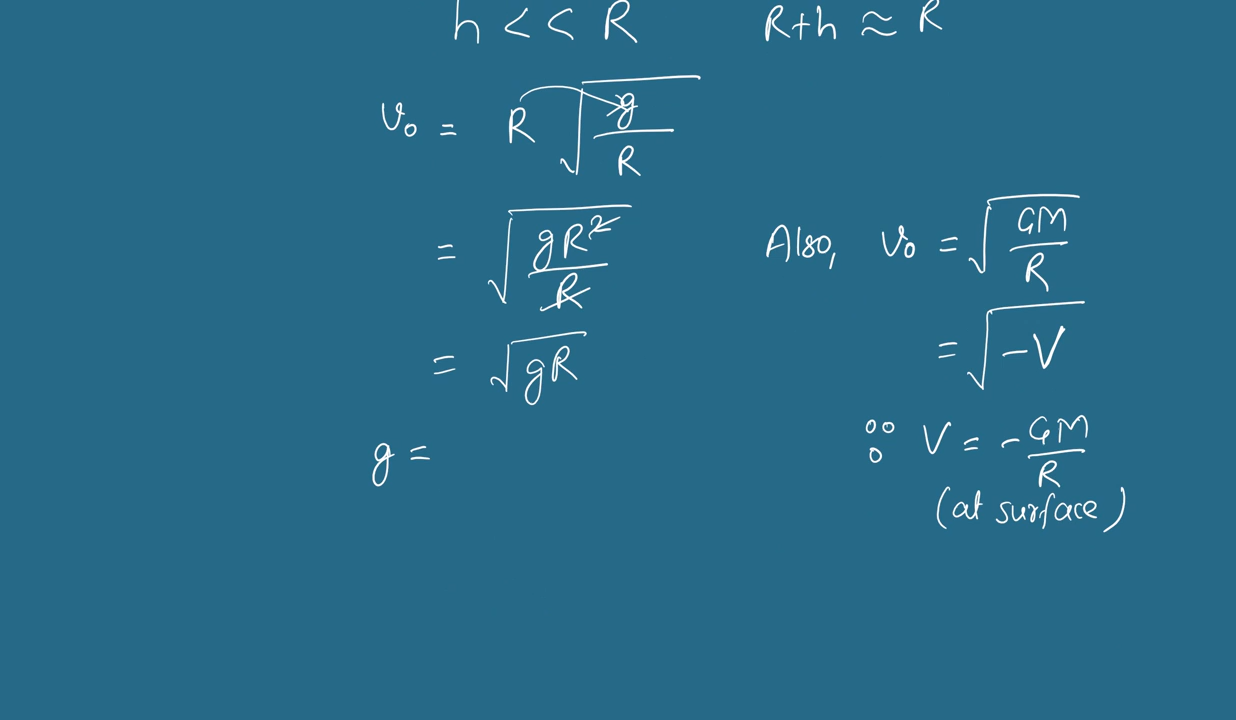 h << R R+h ≈ R
v₀ = R √(g/R)
= √(gR²/R)
= √gR
g =
Also, v₀ = √(GM/R)
= √-V
∵ V = - GM/R
(at surface)